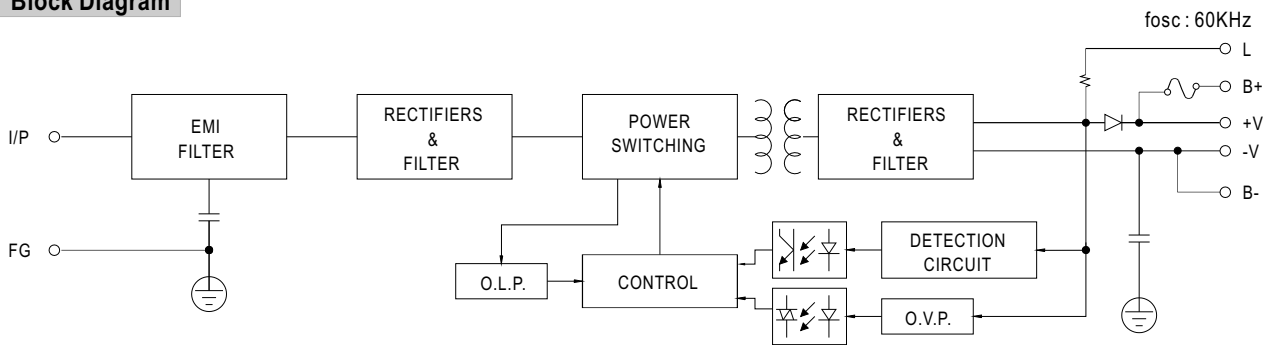 Block Diagram
fosc : 60KHz
L
B+
+V
-V
B-
I/P
EMI
FILTER
RECTIFIERS
&
FILTER
POWER
SWITCHING
RECTIFIERS
&
FILTER
FG
O.L.P.
CONTROL
DETECTION
CIRCUIT
O.V.P.